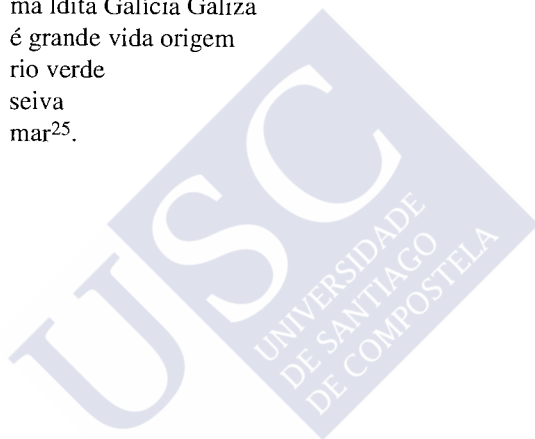 ma ldita Galicia Galiza
é grande vida origem
rio verde
seiva
mar25.
USC
UNIVERSIDADE
DE SANTIAGO
DE COMPOSTELA